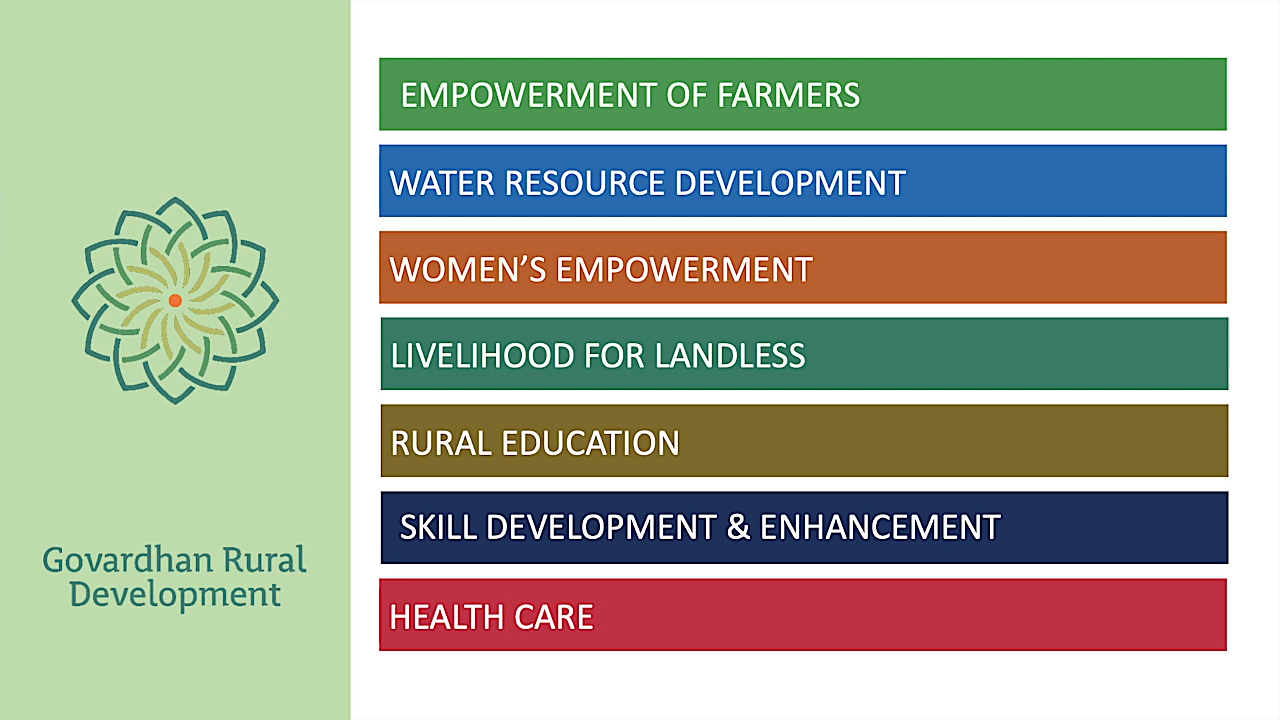 EMPOWERMENT OF FARMERS
WATER RESOURCE DEVELOPMENT
WOMEN’S EMPOWERMENT
LIVELIHOOD FOR LANDLESS
RURAL EDUCATION
SKILL DEVELOPMENT & ENHANCEMENT
HEALTH CARE
Govardhan Rural
Development